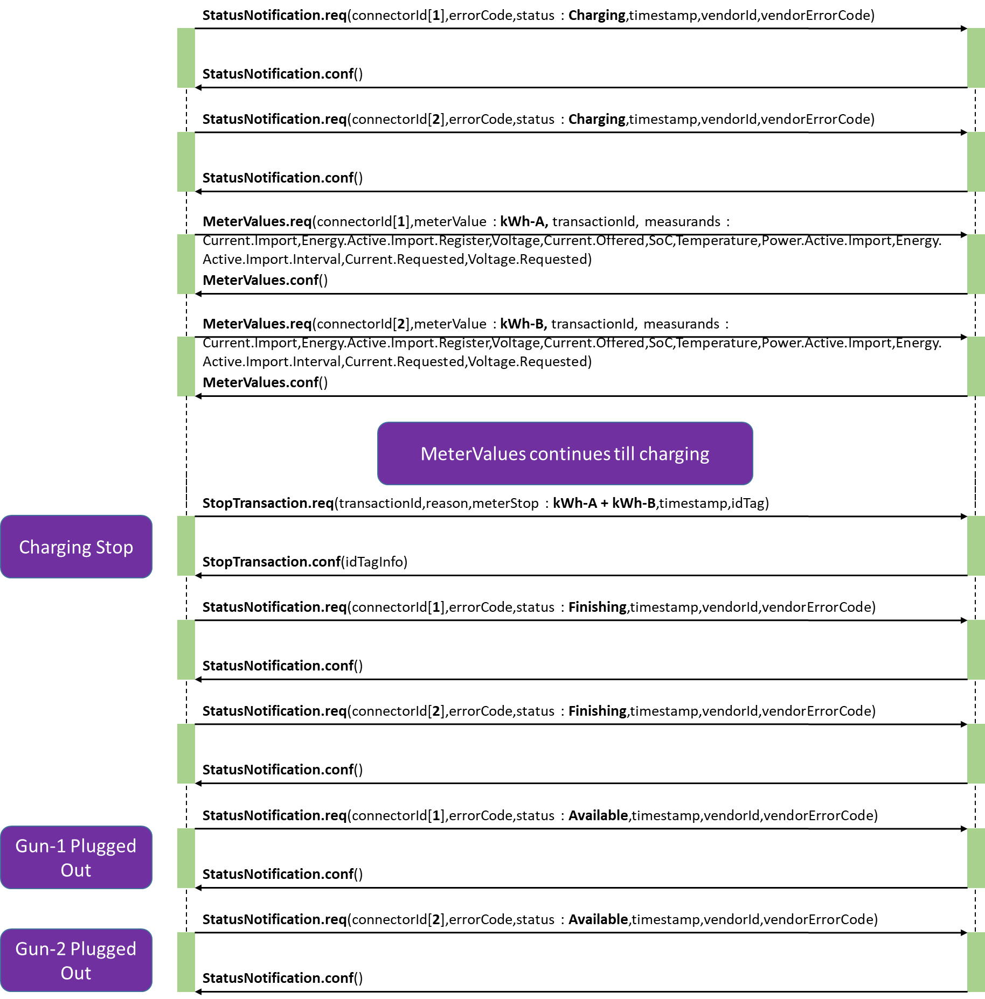 StatusNotification.req(connectorId[1],errorCode,status : Charging,timestamp,vendorId,vendorErrorCode)
StatusNotification.conf()
StatusNotification.req(connectorId[2],errorCode,status : Charging,timestamp,vendorId,vendorErrorCode)
StatusNotification.conf()
MeterValues.req(connectorId[1],meterValue : kWh-A, transactionId, measurands :
Current.Import,Energy.Active.Import.Register,Voltage,Current.Offered,SoC,Temperature,Power.Active.Import,Energy.
Active.Import.Interval,Current.Requested,Voltage.Requested)
MeterValues.conf()
MeterValues.req(connectorId[2],meterValue : kWh-B, transactionId, measurands :
Current.Import,Energy.Active.Import.Register,Voltage,Current.Offered,SoC,Temperature,Power.Active.Import,Energy.
Active.Import.Interval,Current.Requested,Voltage.Requested)
MeterValues.conf()
MeterValues continues till charging
StopTransaction.req(transactionId,reason,meterStop : kWh-A + kWh-B,timestamp,idTag)
Charging Stop
StopTransaction.conf(idTagInfo)
StatusNotification.req(connectorId[1],errorCode,status : Finishing,timestamp,vendorId,vendorErrorCode)
StatusNotification.conf()
StatusNotification.req(connectorId[2],errorCode,status : Finishing,timestamp,vendorId,vendorErrorCode)
StatusNotification.conf()
StatusNotification.req(connectorId[1],errorCode,status : Available,timestamp,vendorId,vendorErrorCode)
Gun-1 Plugged
Out
StatusNotification.conf()
StatusNotification.req(connectorId[2],errorCode,status : Available,timestamp,vendorId,vendorErrorCode)
Gun-2 Plugged
Out
StatusNotification.conf()